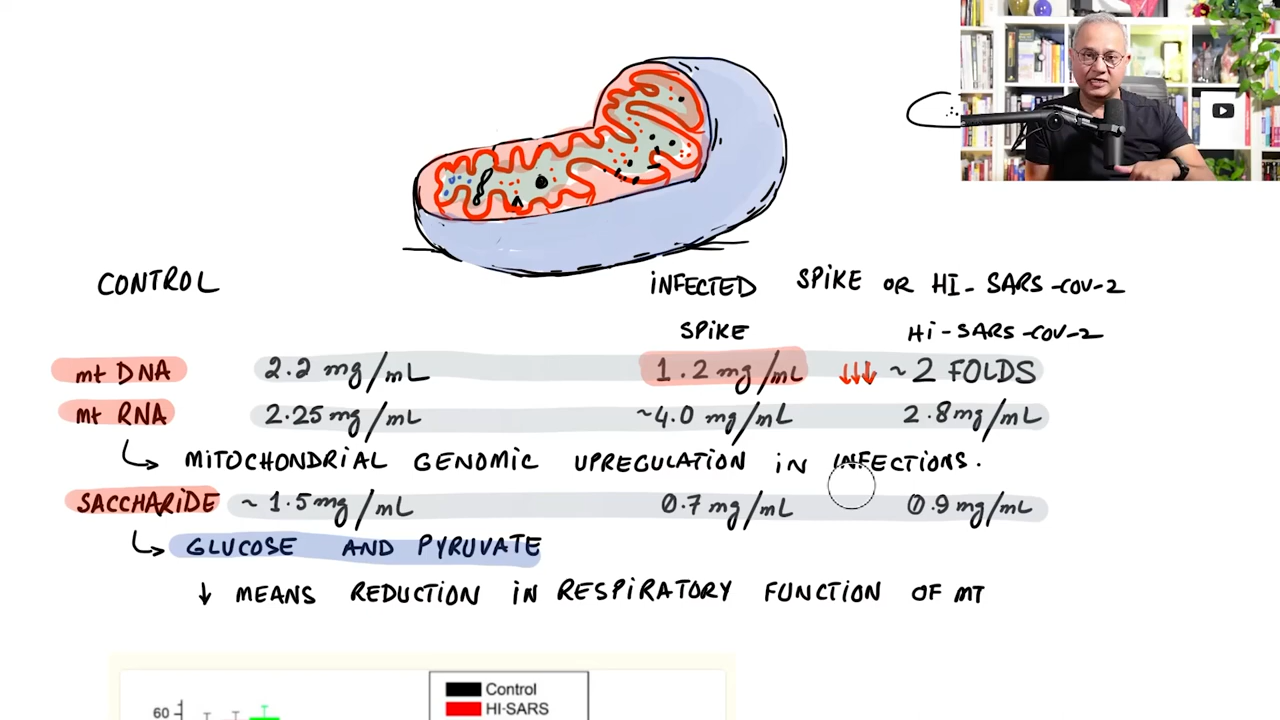 CONTROL INFECTED SPIKE OR HI-SARS-COV-2
SPIKE Hi-SARS-COV-2
mt DNA 2.2 mg/mL 1.2 mg/mL ↓↓↓ ~2 FOLDS
mt RNA 2.25 mg/mL ~4.0 mg/mL 2.8 mg/mL
↳ MITOCHONDRIAL GENOMIC UPREGULATION IN INFECTIONS.
SACCHARIDE ~ 1.5 mg/mL 0.7 mg/mL 0.9 mg/mL
↳ GLUCOSE AND PYRUVATE
↓ MEANS REDUCTION IN RESPIRATORY FUNCTION OF MT
Control
60 HI-SARS